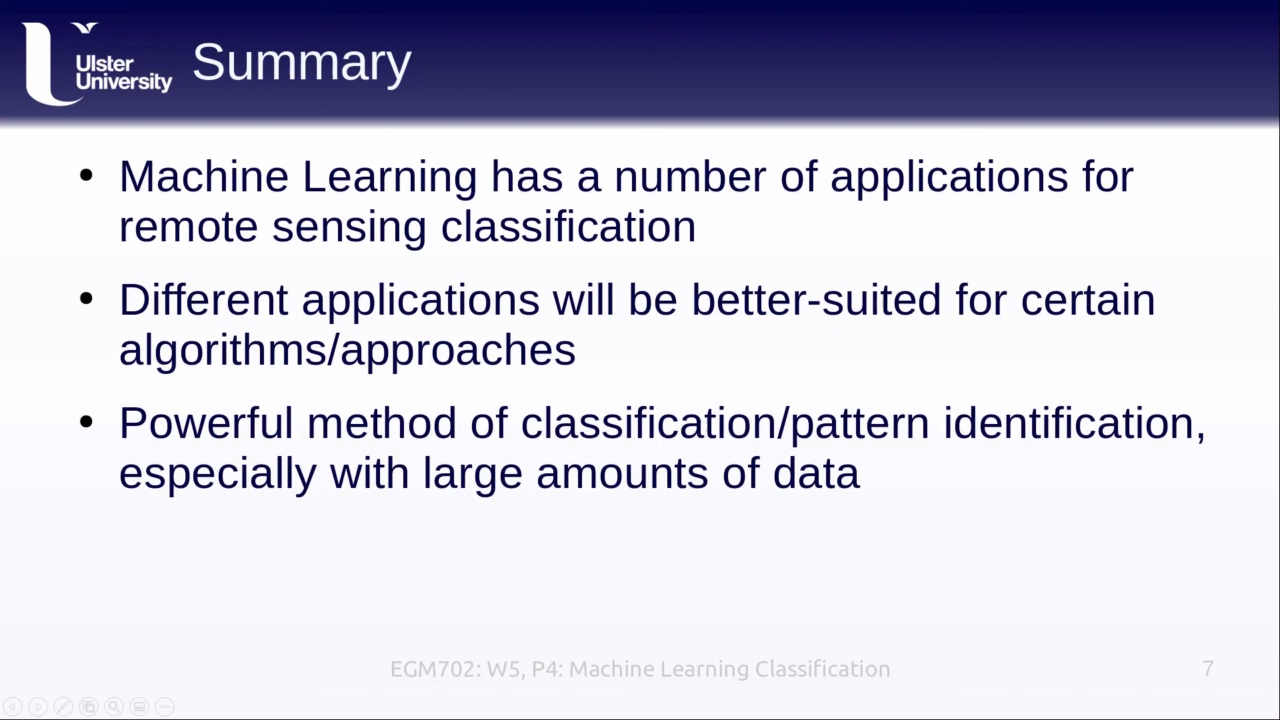 Ulster
University
Summary
• Machine Learning has a number of applications for
remote sensing classification
• Different applications will be better-suited for certain
algorithms/approaches
• Powerful method of classification/pattern identification,
especially with large amounts of data
EGM702: W5, P4: Machine Learning Classification
7